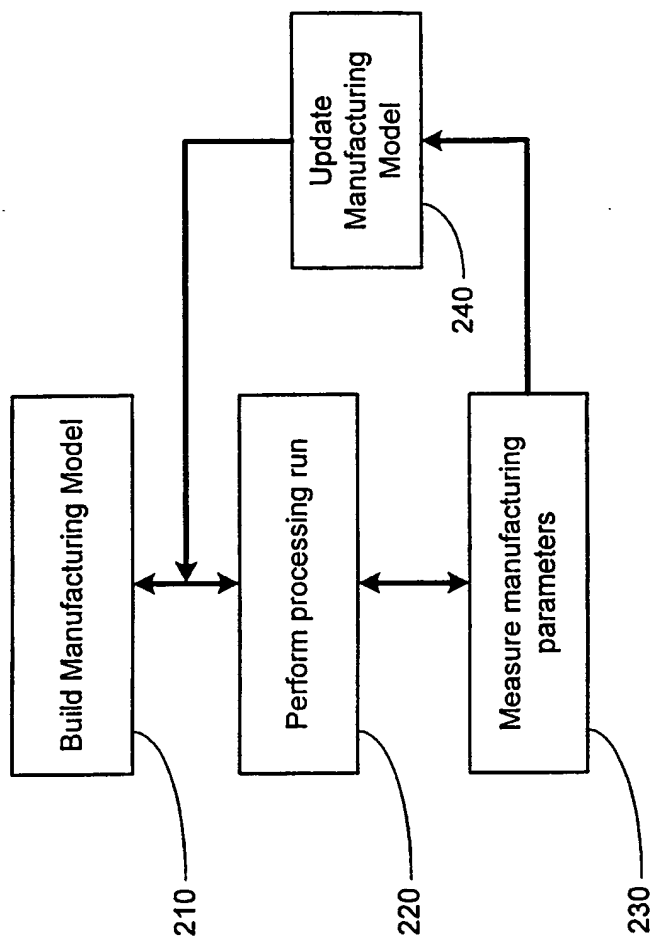 Build Manufacturing Model
210
Perform processing run
220
Measure manufacturing
parameters
230
Update
Manufacturing
Model
240